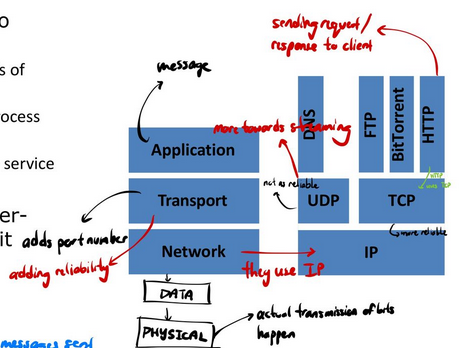 sending request/
response to client
s of
message
rocess
DNS
FTP
BitTorrent
HTTP
more towards streaming
Application
service
not as reliable
Transport
UDP
TCP
er-
it
adds port number
more reliable
adding reliability
Network
they use IP
IP
DATA
PHYSICAL
actual transmission of bits
happen
messages send